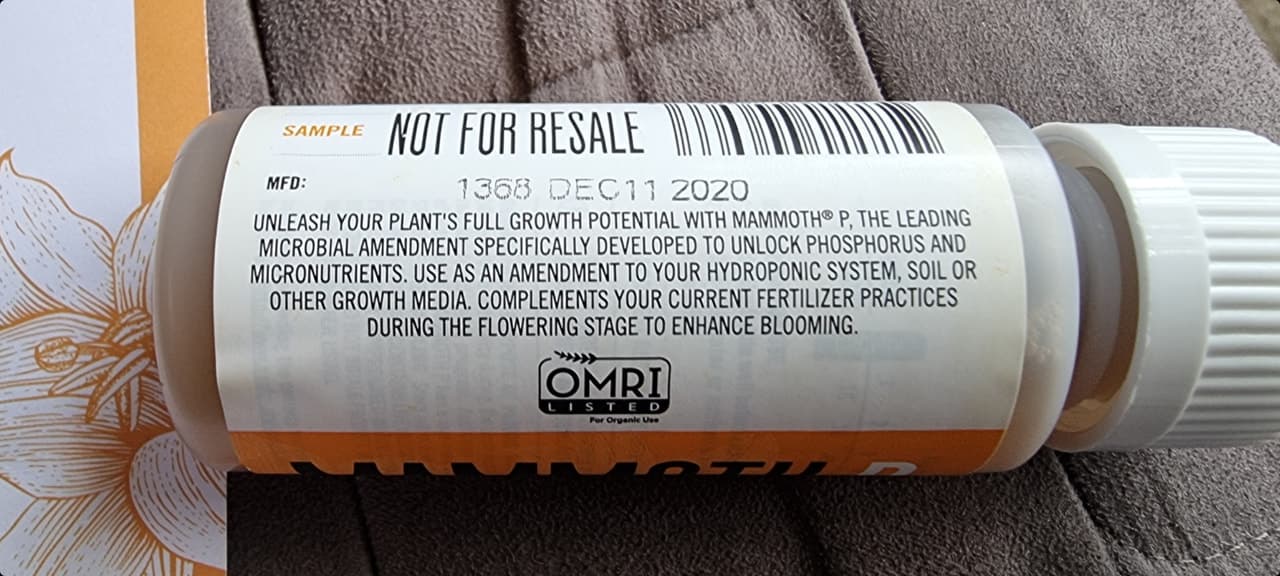 SAMPLE NOT FOR RESALE
MFD: 1368 DEC11 2020
UNLEASH YOUR PLANT'S FULL GROWTH POTENTIAL WITH MAMMOTH® P, THE LEADING
MICROBIAL AMENDMENT SPECIFICALLY DEVELOPED TO UNLOCK PHOSPHORUS AND
MICRONUTRIENTS. USE AS AN AMENDMENT TO YOUR HYDROPONIC SYSTEM, SOIL OR
OTHER GROWTH MEDIA. COMPLEMENTS YOUR CURRENT FERTILIZER PRACTICES
DURING THE FLOWERING STAGE TO ENHANCE BLOOMING.
OMRI
LISTED
For Organic Use
MAMMOTH P